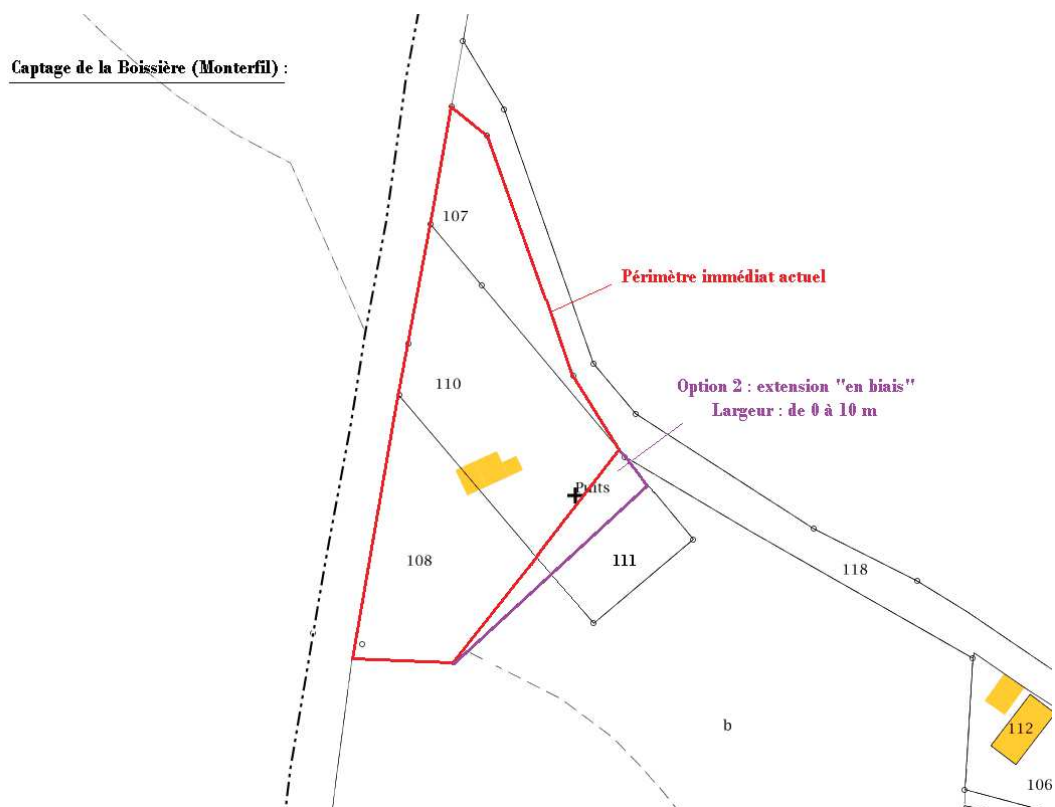 Captage de la Boissière (Monterfil) :
107
Périmètre immédiat actuel
110
Option 2 : extension "en biais"
Largeur : de 0 à 10 m
Puits
108
111
118
b
112
106